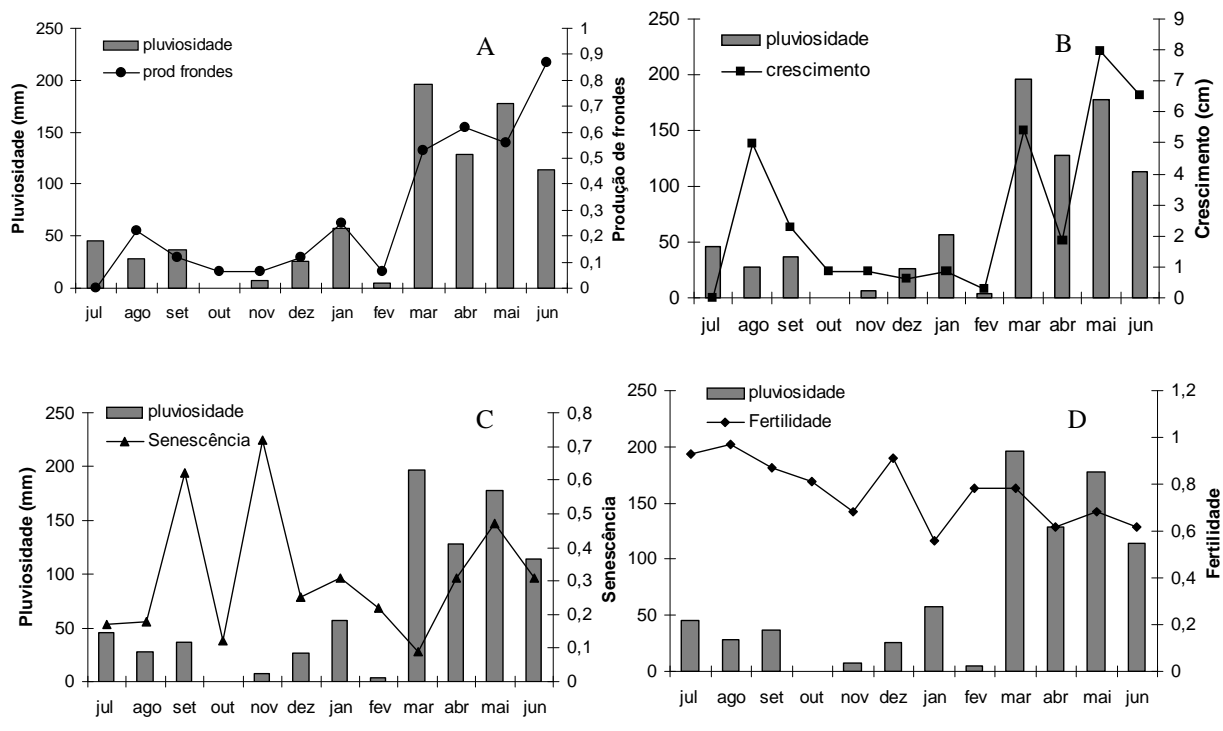 A
pluviosidade
prod frondes
Pluviosidade (mm)
250
200
150
100
50
0
1
0,9
0,8
0,7
0,6
0,5
0,4
0,3
0,2
0,1
0
Produção de frondes
jul ago set out nov dez jan fev mar abr mai jun
B
pluviosidade
crescimento
250
200
150
100
50
0
9
8
7
6
5
4
3
2
1
0
Crescimento (cm)
jul ago set out nov dez jan fev mar abr mai jun
C
pluviosidade
Senescência
Pluviosidade (mm)
250
200
150
100
50
0
0,8
0,7
0,6
0,5
0,4
0,3
0,2
0,1
0
Senescência
jul ago set out nov dez jan fev mar abr mai jun
D
pluviosidade
Fertilidade
250
200
150
100
50
0
1,2
1
0,8
0,6
0,4
0,2
0
Fertilidade
jul ago set out nov dez jan fev mar abr mai jun